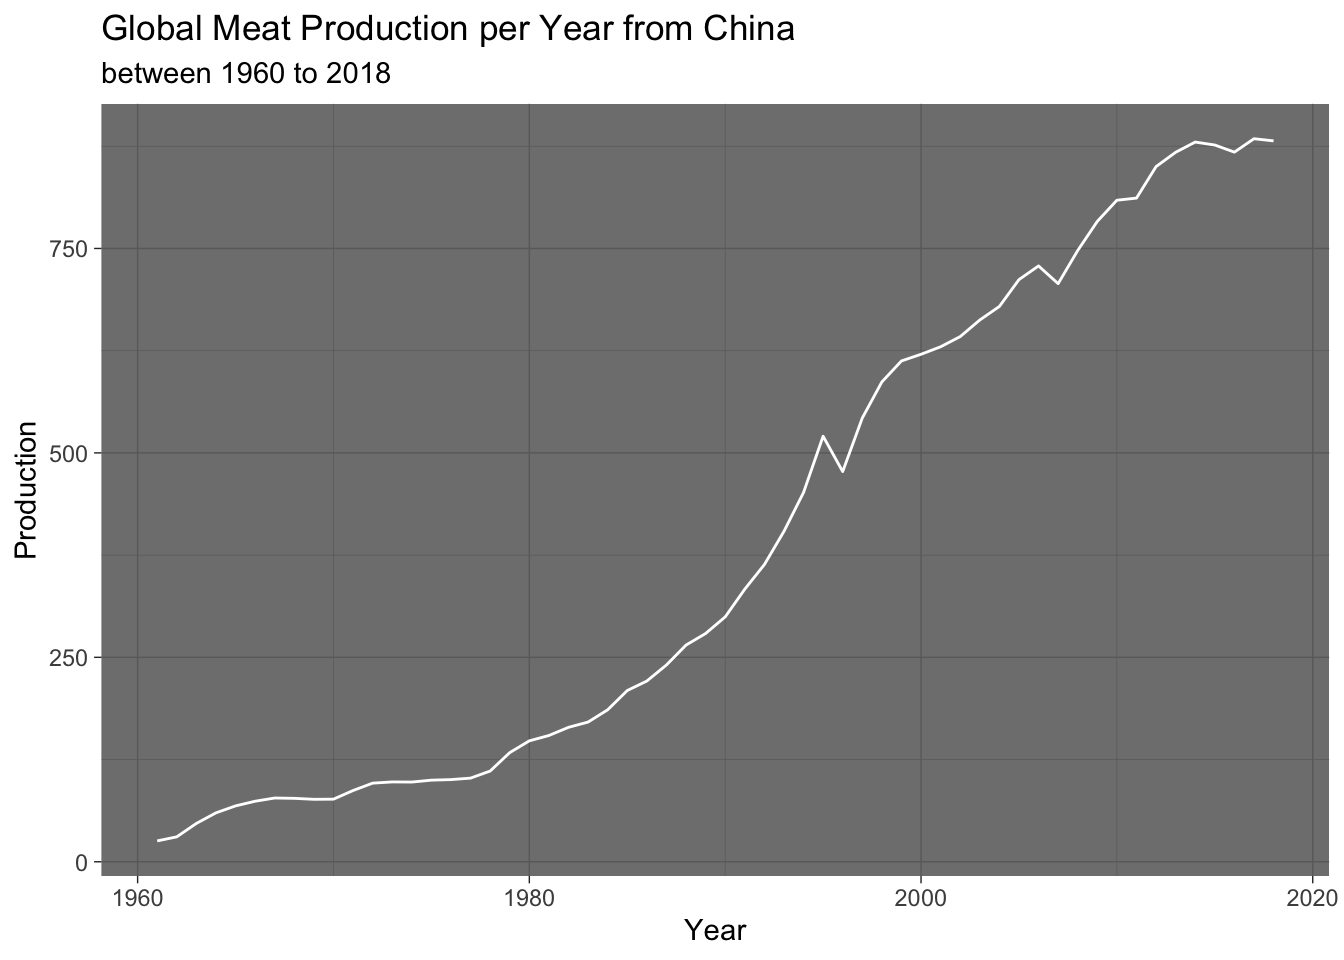 Global Meat Production per Year from China
between 1960 to 2018
Production
750
500
250
0
1960 1980 2000 2020
Year